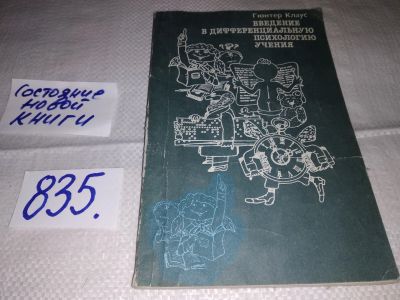 Состояние
новой
книги
835.
Гюнтер Клаус
ВВЕДЕНИЕ
В ДИФФЕРЕНЦИАЛЬНУЮ
ПСИХОЛОГИЮ
УЧЕНИЯ